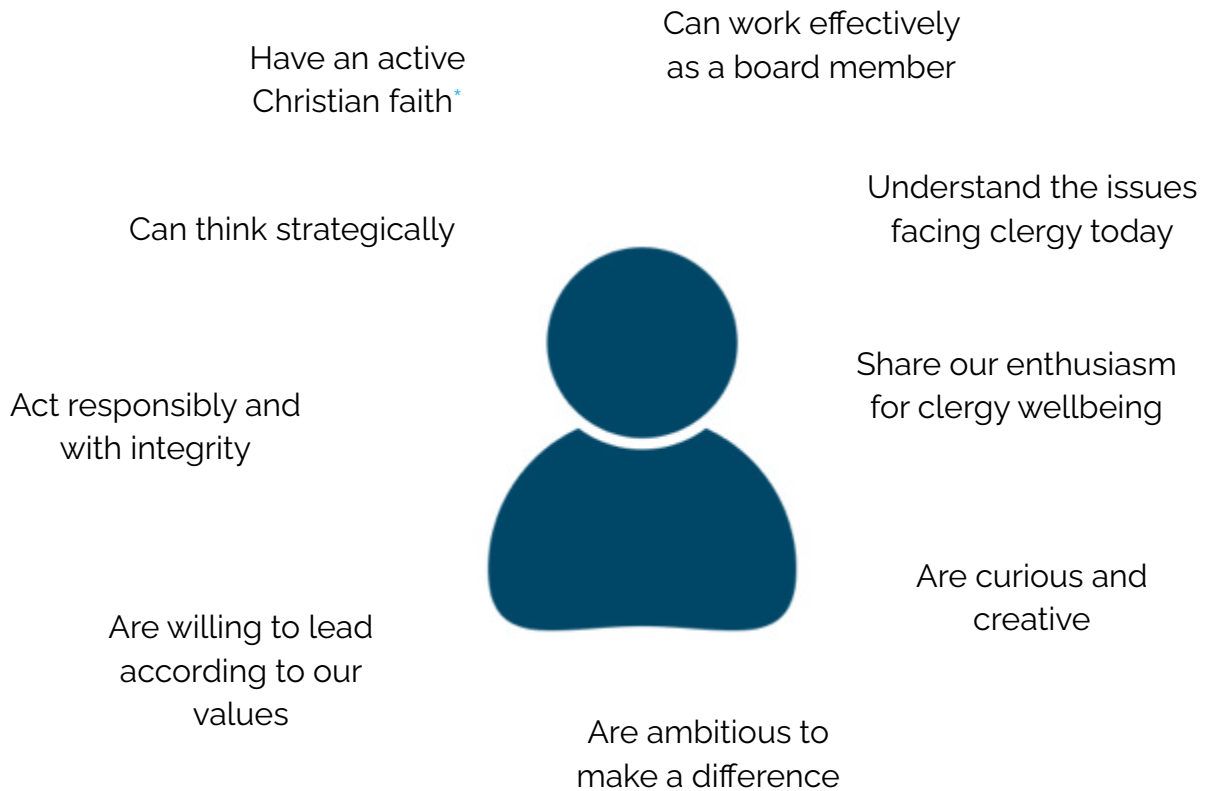 Can work effectively
as a board member
Have an active
Christian faith*
Understand the issues
facing clergy today
Can think strategically
Share our enthusiasm
for clergy wellbeing
Act responsibly and
with integrity
Are curious and
creative
Are willing to lead
according to our
values
Are ambitious to
make a difference